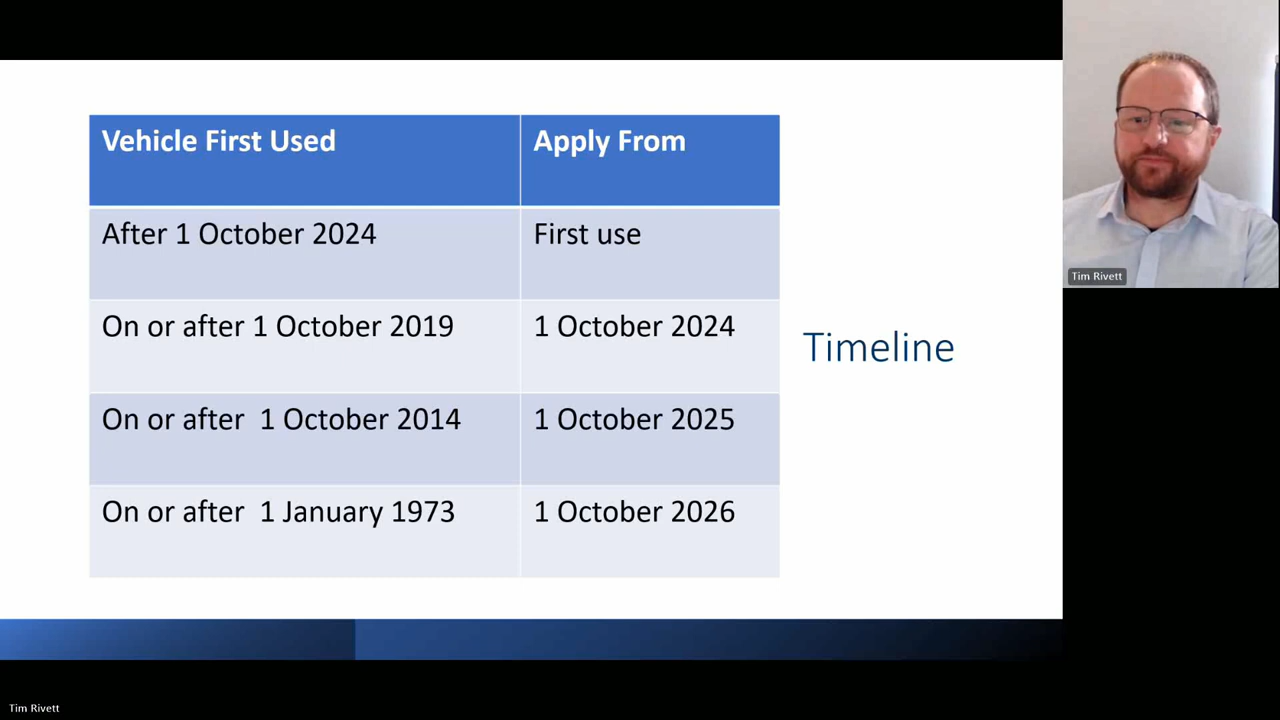 Vehicle First Used
Apply From
After 1 October 2024
First use
On or after 1 October 2019
1 October 2024
On or after 1 October 2014
1 October 2025
On or after 1 January 1973
1 October 2026
Timeline
Tim Rivett
Tim Rivett